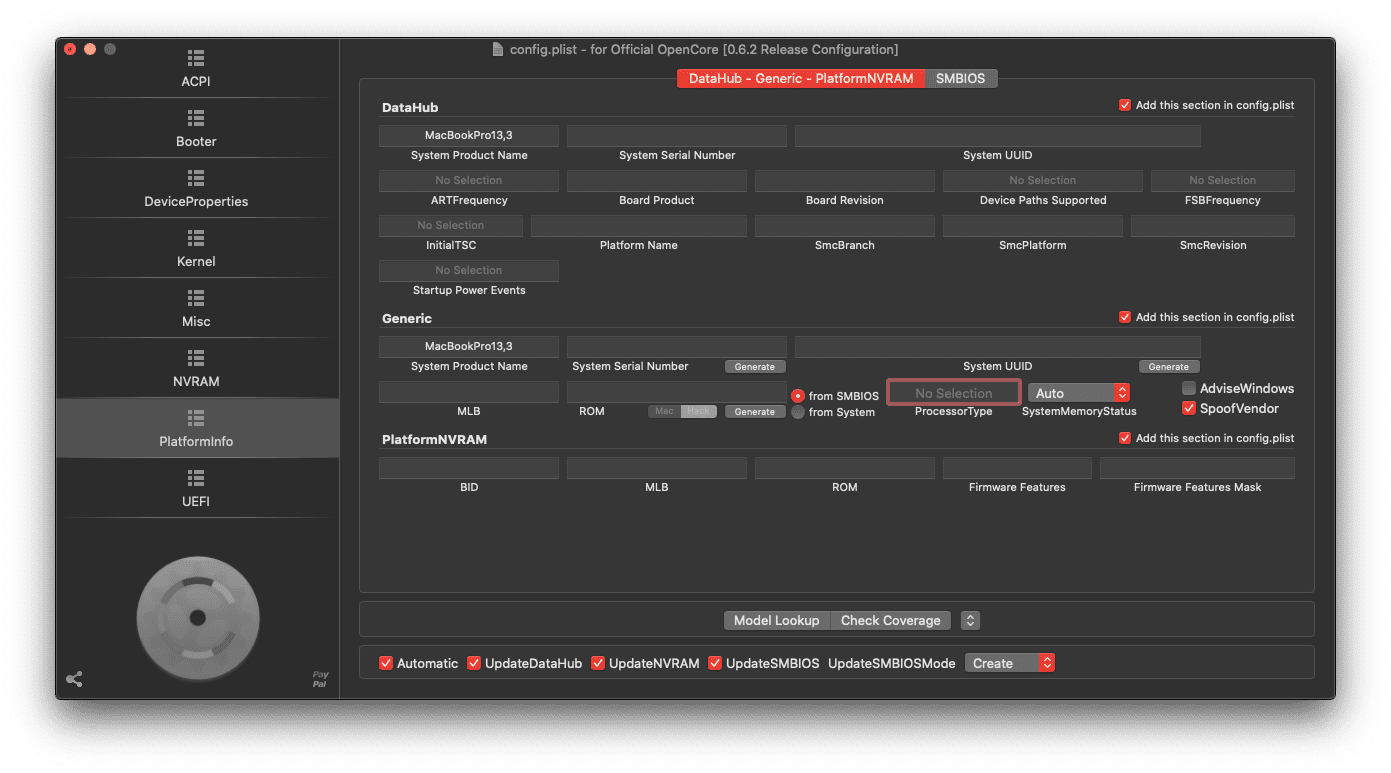 config.plist - for Official OpenCore [0.6.2 Release Configuration]
ACPI
Booter
DeviceProperties
Kernel
Misc
NVRAM
PlatformInfo
UEFI
Pay
Pal
DataHub - Generic - PlatformNVRAM SMBIOS
DataHub Add this section in config.plist
MacBookPro13,3
System Product Name System Serial Number System UUID
No Selection No Selection No Selection
ARTFrequency Board Product Board Revision Device Paths Supported FSBFrequency
No Selection
InitialTSC Platform Name SmcBranch SmcPlatform SmcRevision
No Selection
Startup Power Events
Generic Add this section in config.plist
MacBookPro13,3
System Product Name System Serial Number Generate System UUID Generate
No Selection Auto AdviseWindows
from SMBIOS
MLB ROM Mac Hack Generate from System ProcessorType SystemMemoryStatus SpoofVendor
PlatformNVRAM Add this section in config.plist
BID MLB ROM Firmware Features Firmware Features Mask
Model Lookup Check Coverage
Automatic UpdateDataHub UpdateNVRAM UpdateSMBIOS UpdateSMBIOSMode Create